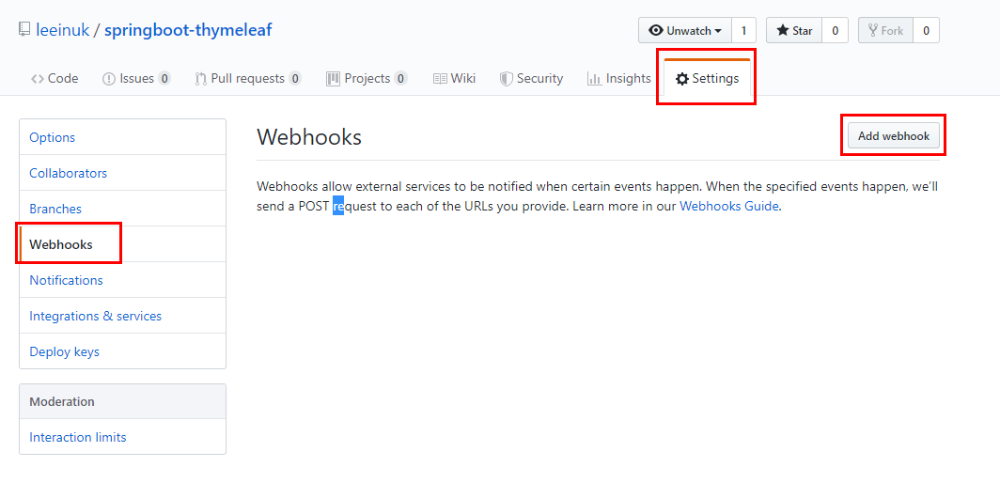 leeinuk / springboot-thymeleaf
Unwatch 1 Star 0 Fork 0
Code Issues 0 Pull requests 0 Projects 0 Wiki Security Insights Settings
Options
Collaborators
Branches
Webhooks
Notifications
Integrations & services
Deploy keys
Moderation
Interaction limits
Webhooks
Add webhook
Webhooks allow external services to be notified when certain events happen. When the specified events happen, we’ll
send a POST request to each of the URLs you provide. Learn more in our Webhooks Guide.